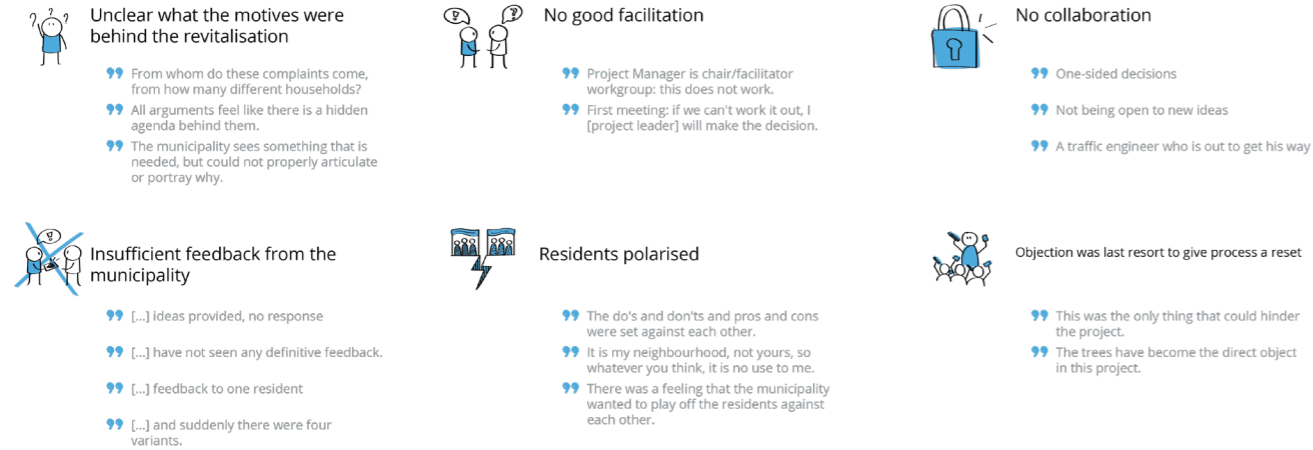 Unclear what the motives were
behind the revitalisation
From whom do these complaints come,
from how many different households?
All arguments feel like there is a hidden
agenda behind them.
The municipality sees something that is
needed, but could not properly articulate
or portray why.
No good facilitation
Project Manager is chair/facilitator
workgroup: this does not work.
First meeting: if we can't work it out, I
[project leader] will make the decision.
No collaboration
One-sided decisions
Not being open to new ideas
A traffic engineer who is out to get his way
Insufficient feedback from the
municipality
[...] ideas provided, no response
[...] have not seen any definitive feedback.
[...] feedback to one resident
[...] and suddenly there were four
variants.
Residents polarised
The do's and don'ts and pros and cons
were set against each other.
It is my neighbourhood, not yours, so
whatever you think, it is no use to me.
There was a feeling that the municipality
wanted to play off the residents against
each other.
Objection was last resort to give process a reset
This was the only thing that could hinder
the project.
The trees have become the direct object
in this project.